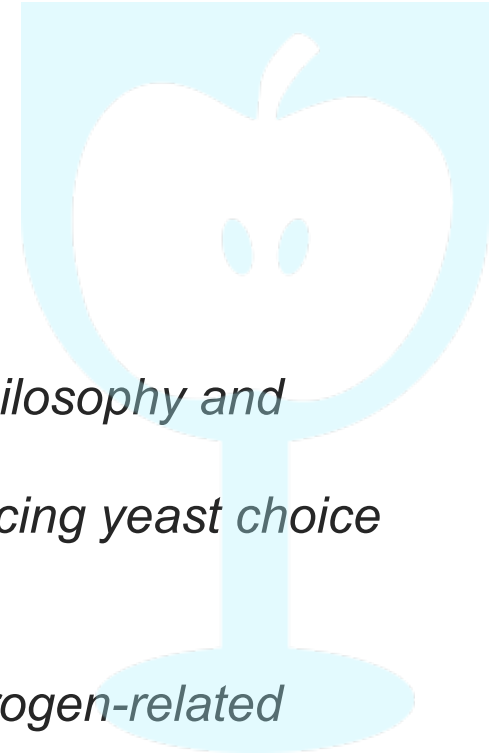 ilosophy and
cing yeast choice
rogen-related